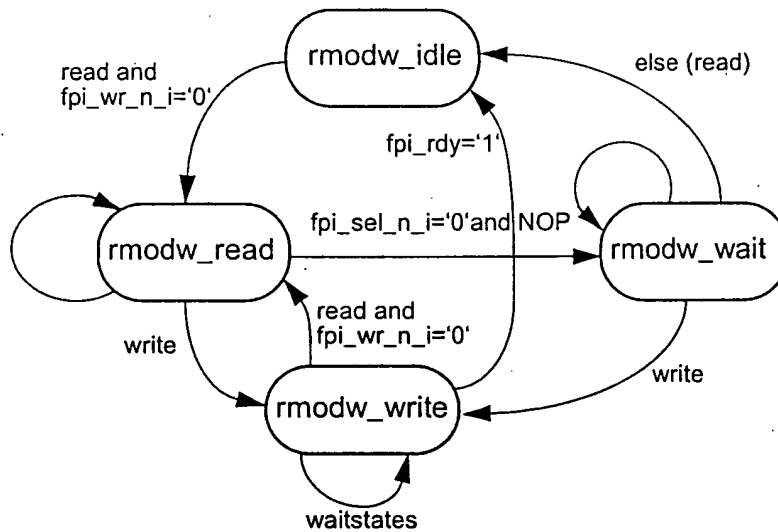 rmodw_idle
read and
fpi_wr_n_i=‘0‘
else (read)
fpi_rdy=‘1‘
fpi_sel_n_i=‘0‘and NOP
rmodw_read
rmodw_wait
read and
fpi_wr_n_i=‘0‘
write
write
rmodw_write
waitstates